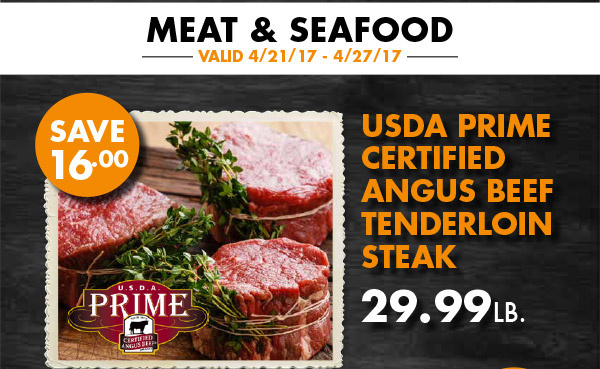 MEAT & SEAFOOD
VALID 4/21/17 - 4/27/17
SAVE
16.00
USDA PRIME
CERTIFIED
ANGUS BEEF
TENDERLOIN
STEAK
29.99LB.
U.S.D.A.
PRIME
CERTIFIED
ANGUS BEEF